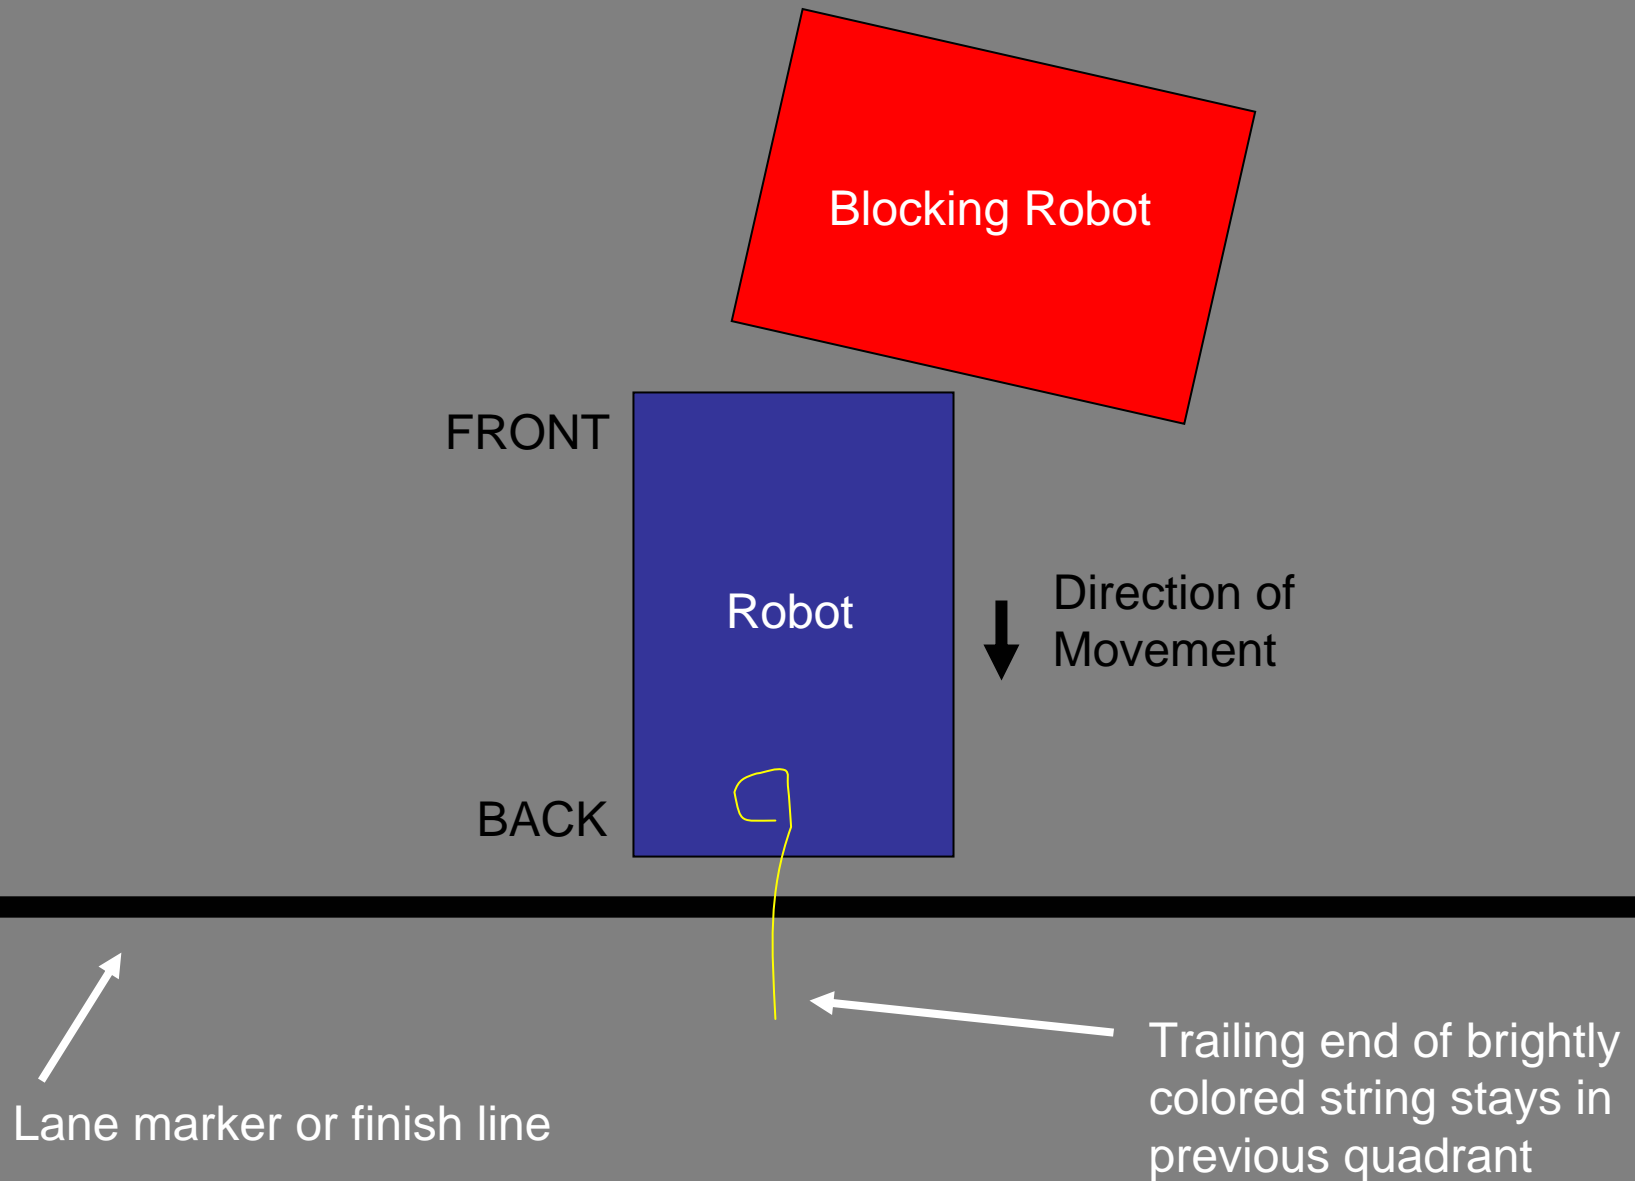 Blocking Robot
FRONT
Robot
Direction of
Movement
BACK
Lane marker or finish line
Trailing end of brightly
colored string stays in
previous quadrant